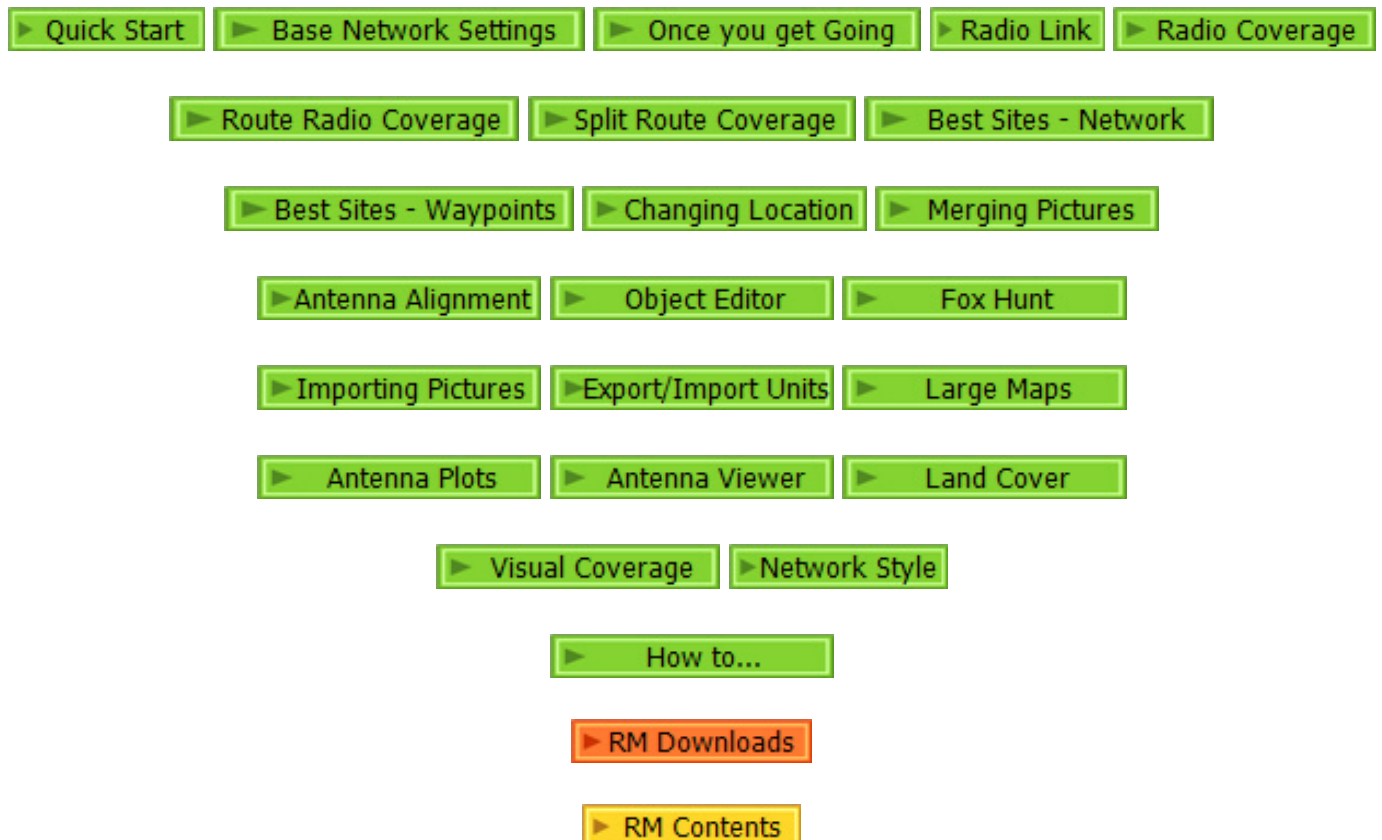 Quick Start Base Network Settings Once you get Going Radio Link Radio Coverage
Route Radio Coverage Split Route Coverage Best Sites - Network
Best Sites - Waypoints Changing Location Merging Pictures
Antenna Alignment Object Editor Fox Hunt
Importing Pictures Export/Import Units Large Maps
Antenna Plots Antenna Viewer Land Cover
Visual Coverage Network Style
How to...
RM Downloads
RM Contents